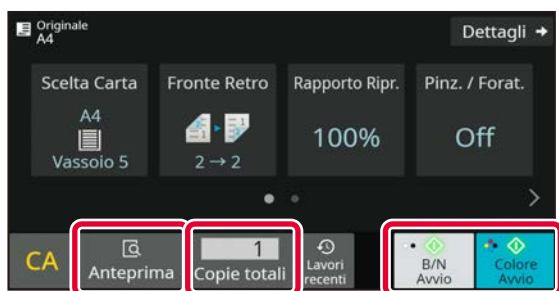 Originale
A4
Dettagli
Scelta Carta
A4
Vassoio 5
Fronte Retro
2 → 2
Rapporto Ripr.
100%
Pinz. / Forat.
Off
CA
Anteprima
1
Copie totali
Lavori
recenti
B/N
Avvio
Colore
Avvio